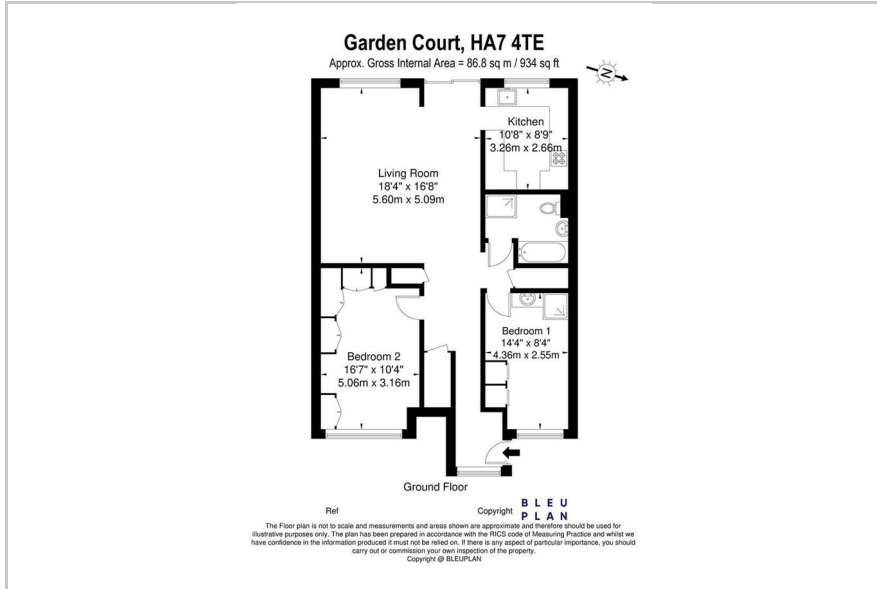 Garden Court, HA7 4TE
Approx. Gross Internal Area = 86.8 sq m / 934 sq ft
N
Kitchen
10'8" x 8'9"
3.26m x 2.66m
Living Room
18'4" x 16'8"
5.60m x 5.09m
Bedroom 1
14'4" x 8'4"
4.36m x 2.55m
Bedroom 2
16'7" x 10'4"
5.06m x 3.16m
Ground Floor
Ref
Copyright
BLEU
PLAN
The Floor plan is not to scale and measurements and areas shown are approximate and therefore should be used for
illustrative purposes only. The plan has been prepared in accordance with the RICS code of Measuring Practice and whilst we
have confidence in the information produced it must not be relied on. If there is any aspect of particular importance, you should
carry out or commission your own inspection of the property.
Copyright @ BLEUPLAN